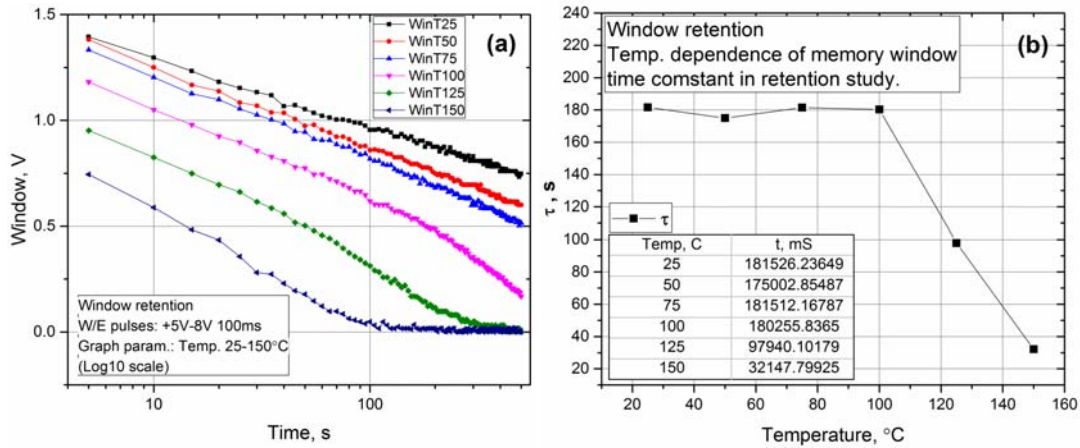 WinT25
WinT50
WinT75
WinT100
WinT125
WinT150
(a)
1.5
1.0
0.5
0.0
Window, V
Window retention
W/E pulses: +5V-8V 100ms
Graph param.: Temp. 25-150°C
(Log10 scale)
10
100
Time, s
(b)
Window retention
Temp. dependence of memory window
time comstant in retention study.
240
220
200
180
160
140
120
100
80
60
40
20
τ , s
τ
Temp, C t, mS
25 181526.23649
50 175002.85487
75 181512.16787
100 180255.8365
125 97940.10179
150 32147.79925
20 40 60 80 100 120 140 160
Temperature, °C